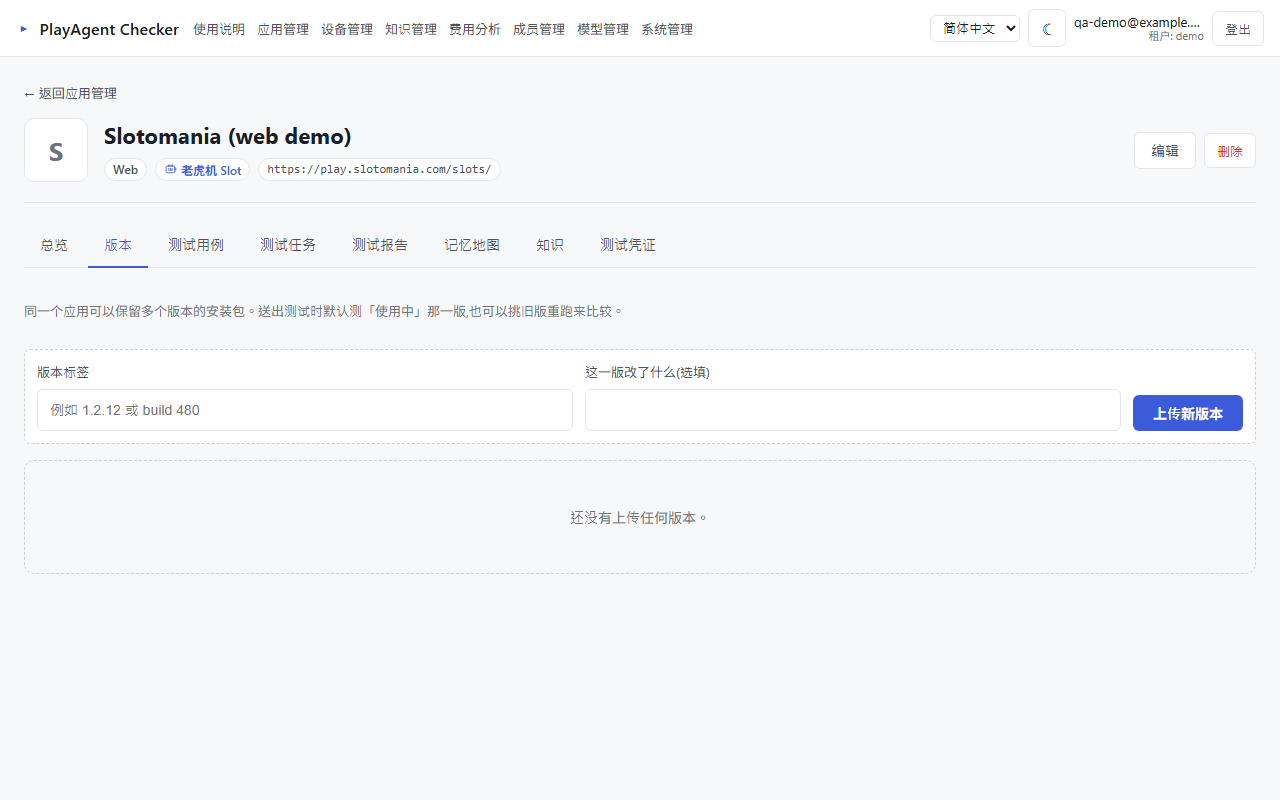 PlayAgent Checker 使用说明 应用管理 设备管理 知识管理 费用分析 成员管理 模型管理 系统管理 简体中文 qa-demo@example.... 登出
租户: demo
← 返回应用管理
S
Slotomania (web demo)
Web 老虎机 Slot https://play.slotomania.com/slots/
编辑 删除
总览 版本 测试用例 测试任务 测试报告 记忆地图 知识 测试凭证
同一个应用可以保留多个版本的安装包。送出测试时默认测「使用中」那一版,也可以挑旧版重跑来比较。
版本标签 这一版改了什么(选填)
例如 1.2.12 或 build 480 上传新版本
还没有上传任何版本。